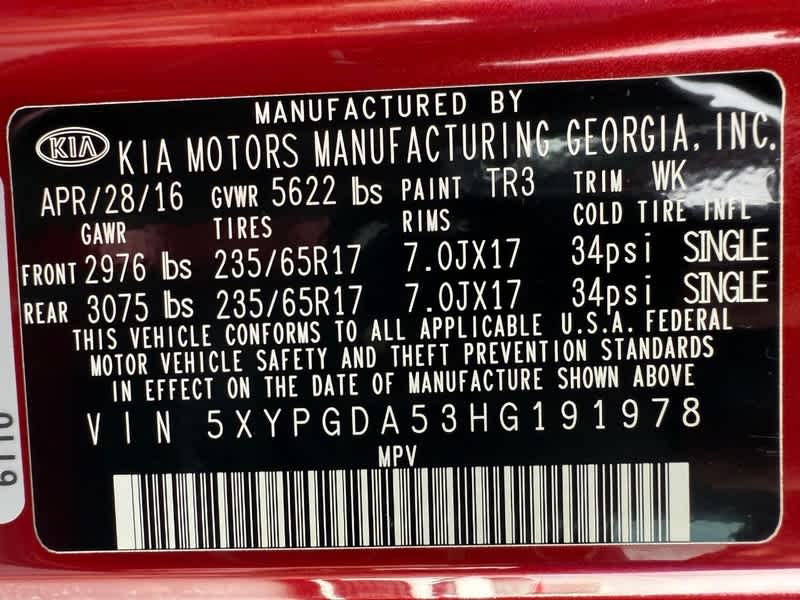 MANUFACTURED BY
KIA KIA MOTORS MANUFACTURING GEORGIA, INC.
APR/28/16 GVWR 5622 lbs PAINT TR3 TRIM WK
GAWR TIRES RIMS COLD TIRE INFL
FRONT 2976 lbs 235/65R17 7.0JX17 34psi SINGLE
REAR 3075 lbs 235/65R17 7.0JX17 34psi SINGLE
THIS VEHICLE CONFORMS TO ALL APPLICABLE U.S.A. FEDERAL
MOTOR VEHICLE SAFETY AND THEFT PREVENTION STANDARDS
IN EFFECT ON THE DATE OF MANUFACTURE SHOWN ABOVE
VIN 5XYPGDA53HG191978
MPV